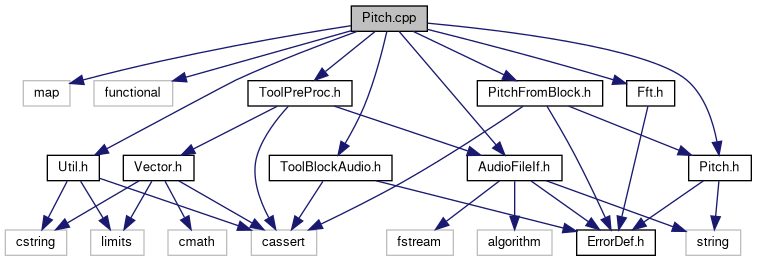 Pitch.cpp
map
functional
ToolPreProc.h
PitchFromBlock.h
Fft.h
Util.h
Vector.h
ToolBlockAudio.h
AudioFileIf.h
Pitch.h
cstring
limits
cmath
cassert
fstream
algorithm
ErrorDef.h
string